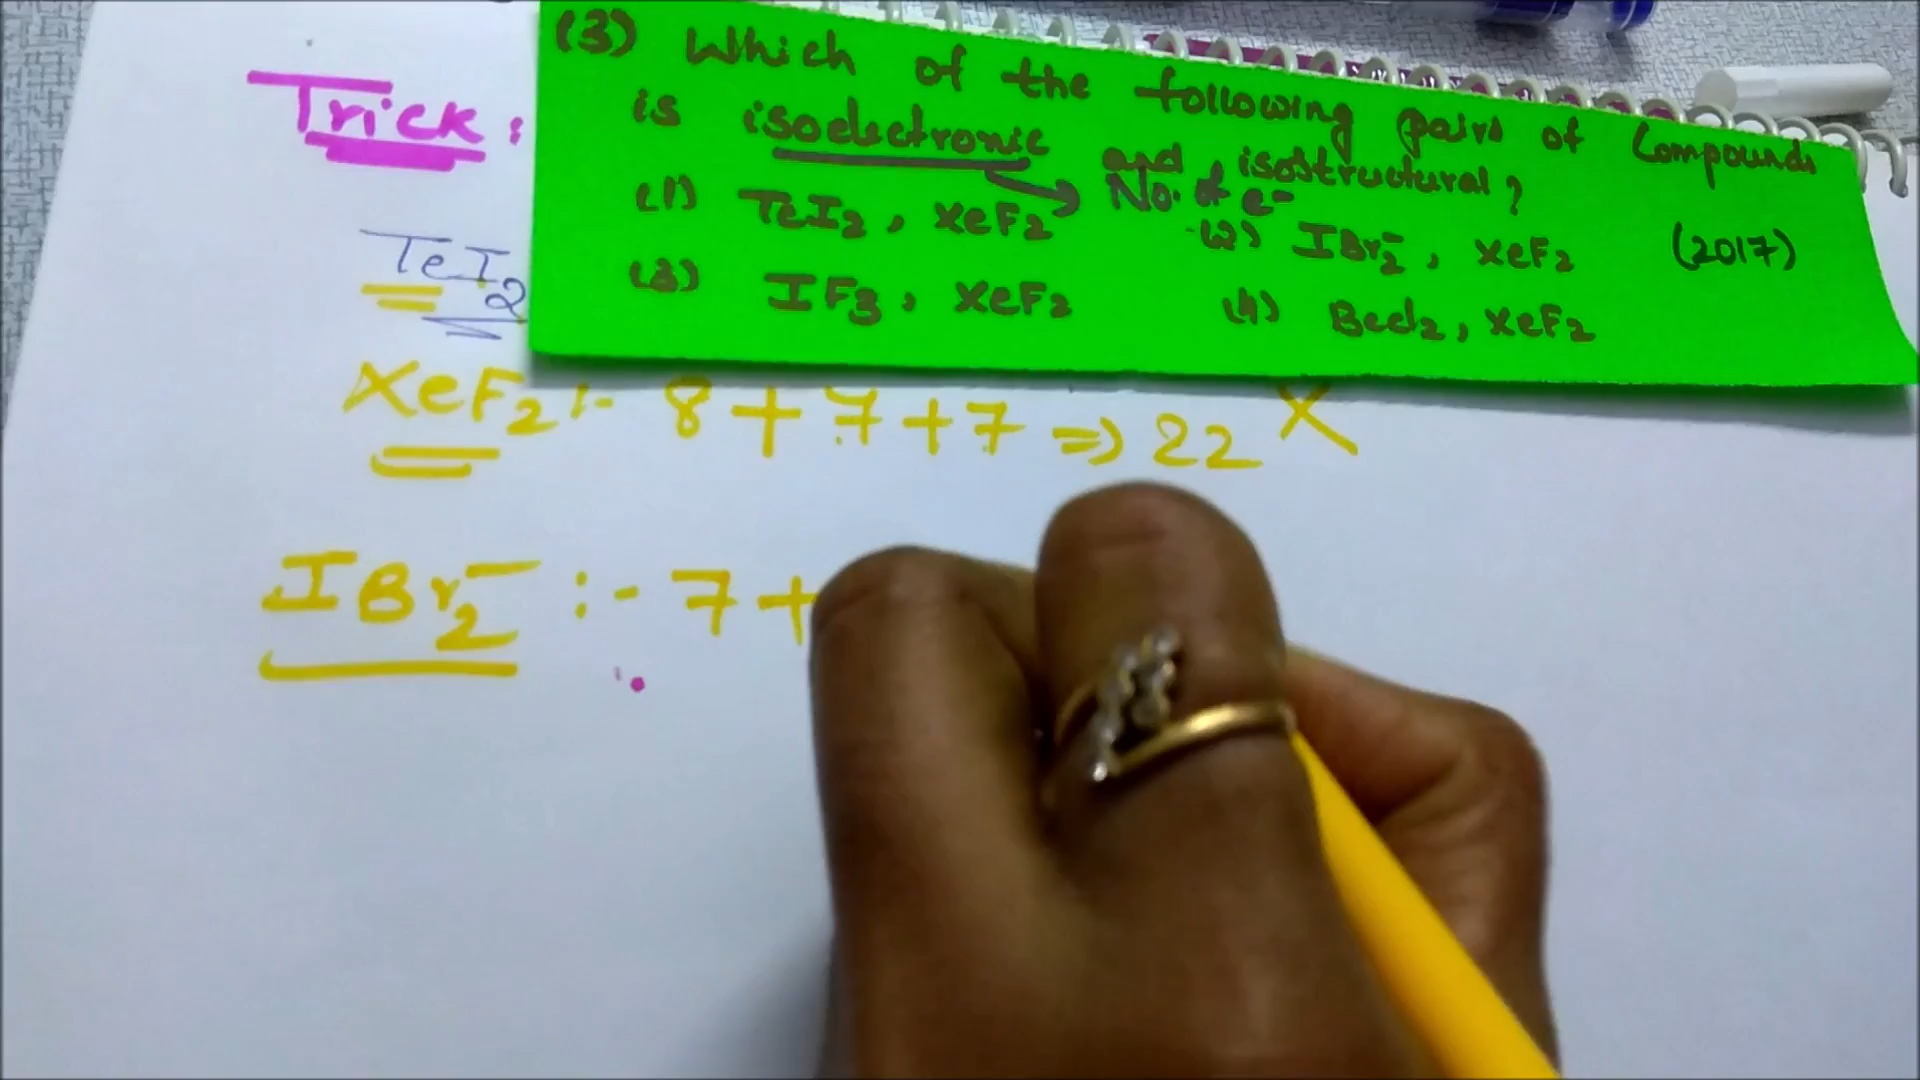 Trick :
(3) Which of the following pairs of Compounds
is isoelectronic and isostructural ?
No. of e-
(1) TeI2 , XeF2 (2) IBr2- , XeF2 (2017)
(3) IF3 , XeF2 (4) BeCl2 , XeF2
TeI2
XeF2 :- 8 + 7 + 7 => 22 X
IBr2- :- 7 +